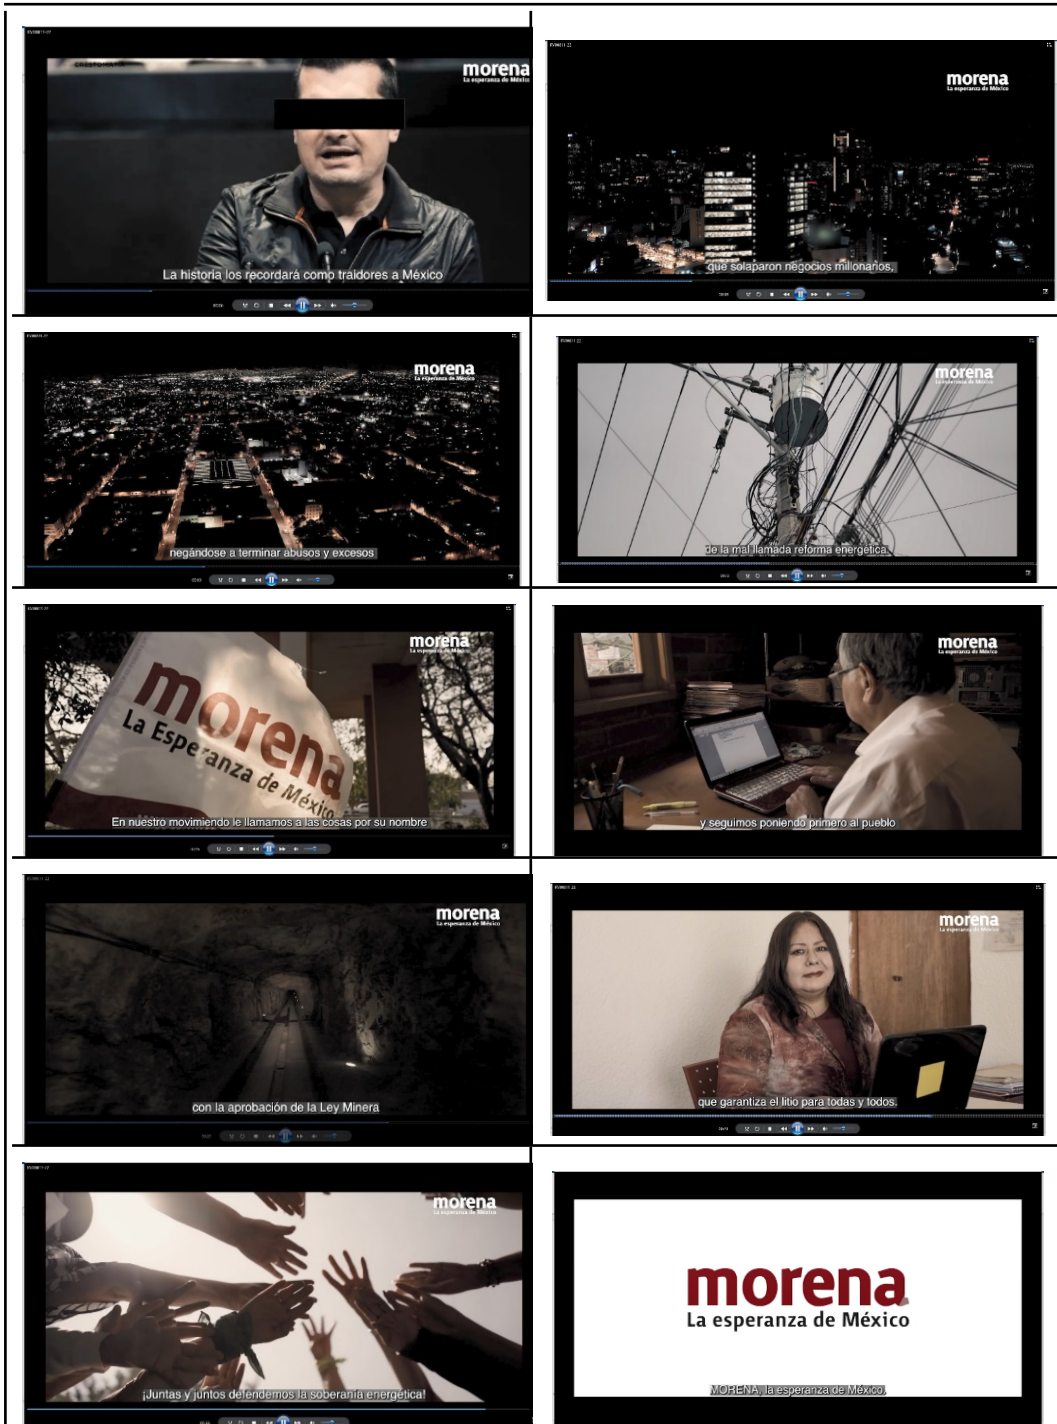 CRESTOMATÍA
morena
La esperanza de México
La historia los recordará como traidores a México
morena
La esperanza de México
que solaparon negocios millonarios,
morena
La esperanza de México
negándose a terminar abusos y excesos
morena
La esperanza de México
de la mal llamada reforma energética.
morena
La esperanza de México
morena
La Esperanza de México
En nuestro movimiendo le llamamos a las cosas por su nombre
morena
La esperanza de México
y seguimos poniendo primero al pueblo
morena
La esperanza de México
con la aprobación de la Ley Minera
morena
La esperanza de México
que garantiza el litio para todas y todos.
morena
La esperanza de México
¡Juntas y juntos defendemos la soberanía energética!
morena
La esperanza de México
MORENA, la esperanza de México.